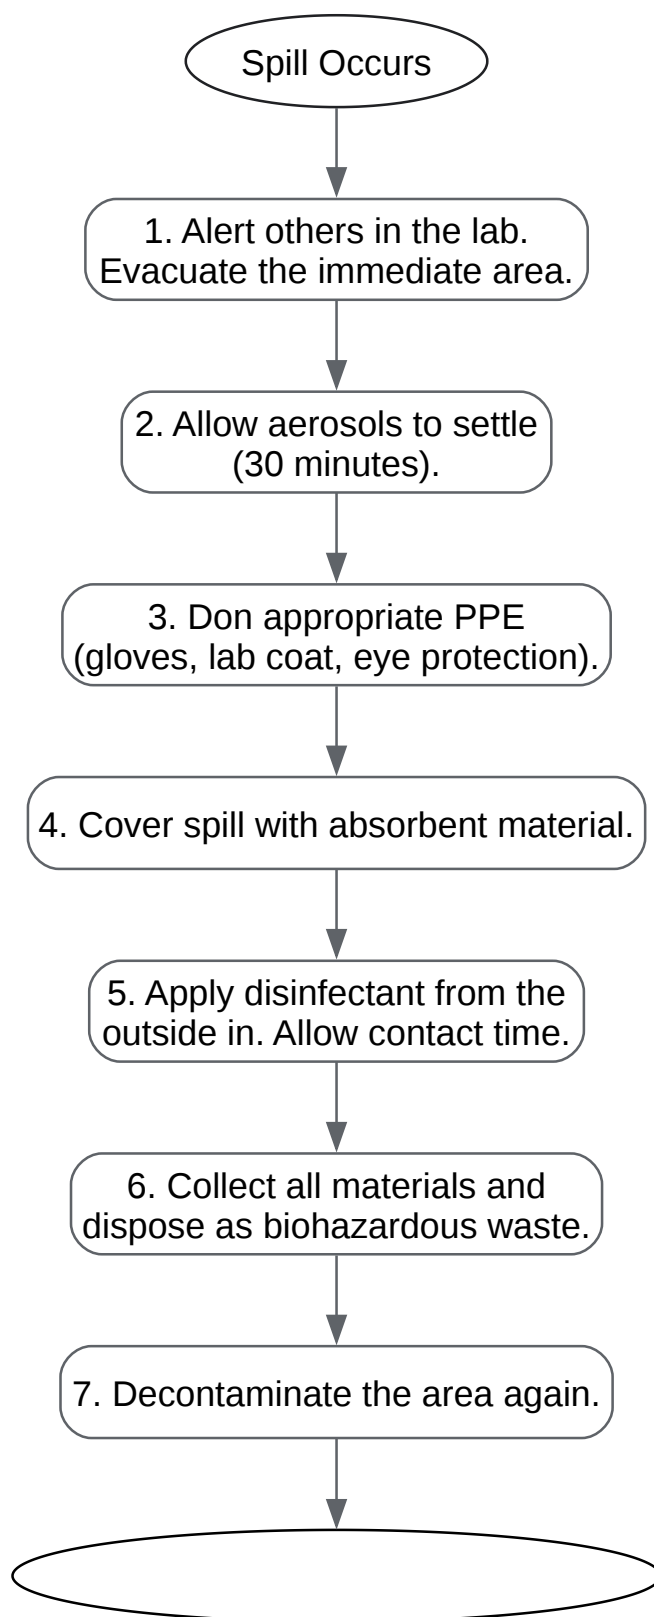 Spill Occurs
1. Alert others in the lab.
Evacuate the immediate area.
2. Allow aerosols to settle
(30 minutes).
3. Don appropriate PPE
(gloves, lab coat, eye protection).
4. Cover spill with absorbent material.
5. Apply disinfectant from the
outside in. Allow contact time.
6. Collect all materials and
dispose as biohazardous waste.
7. Decontaminate the area again.